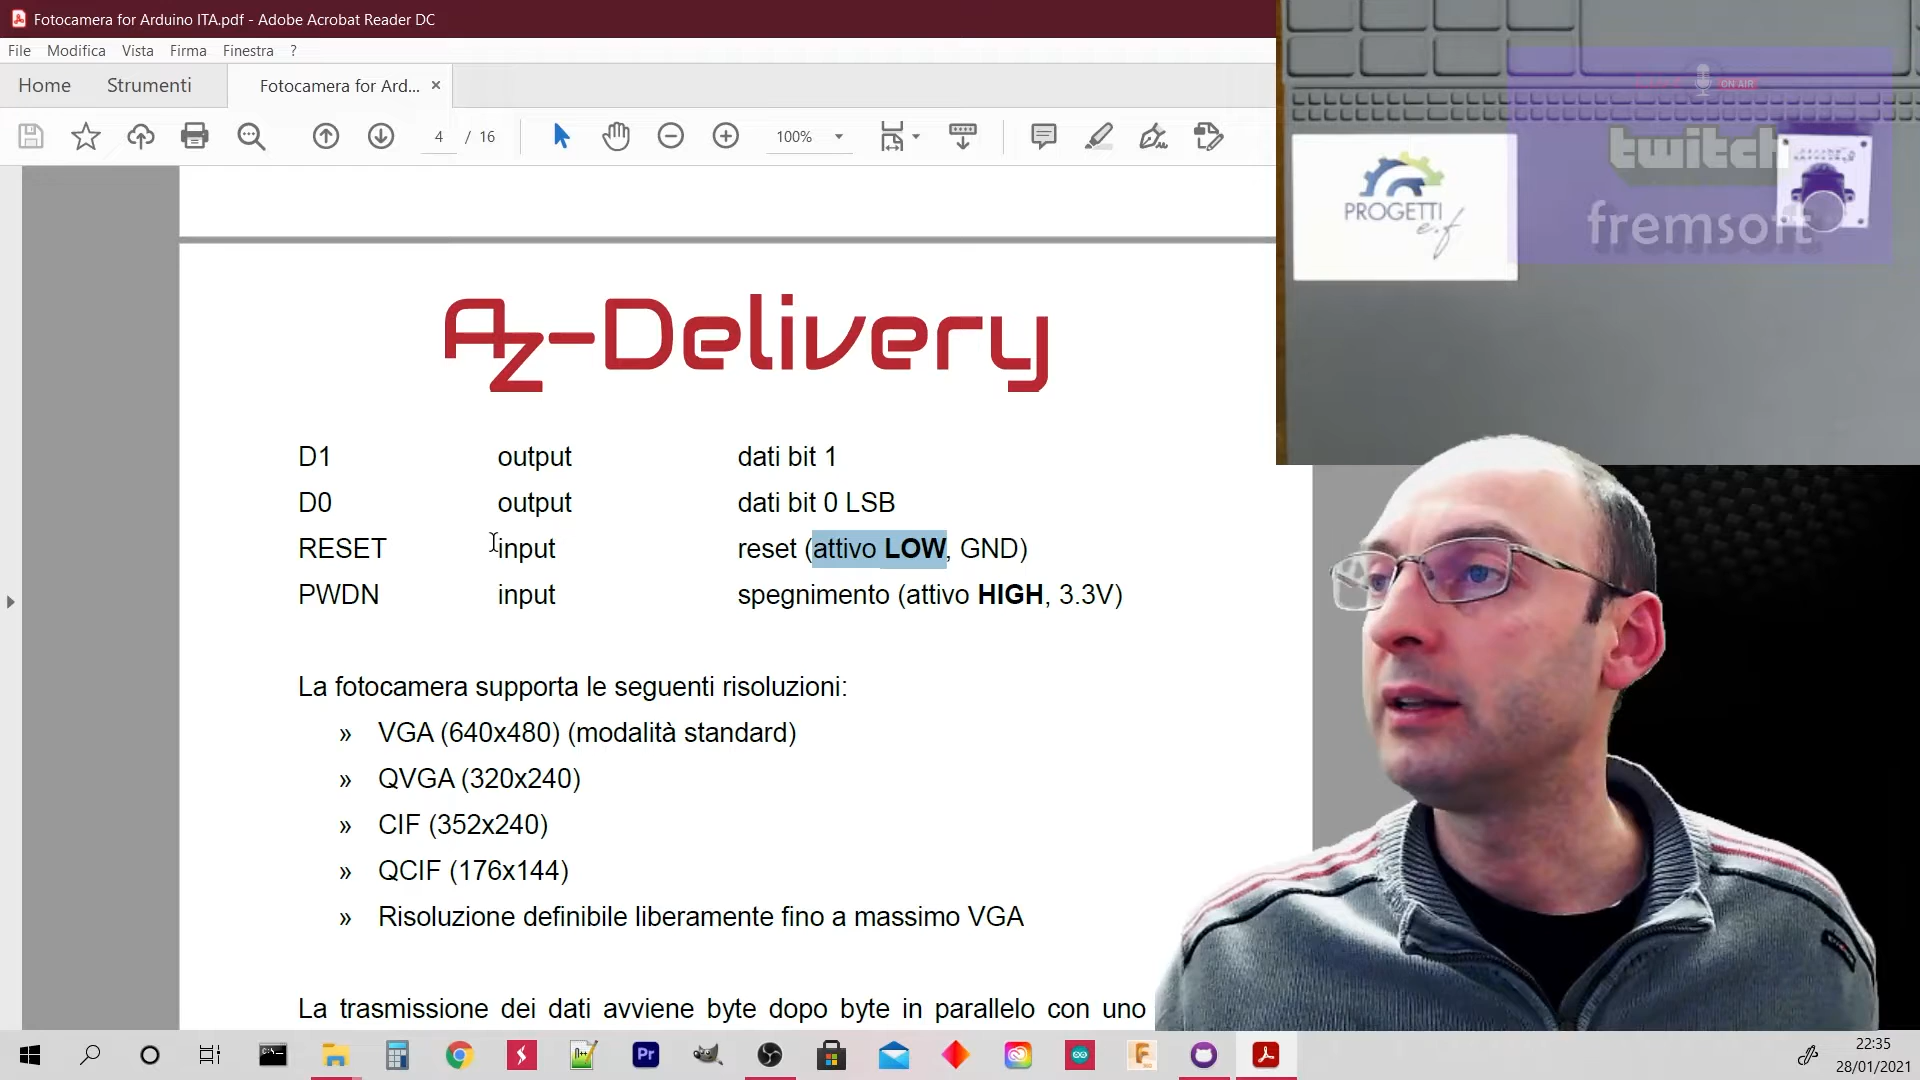 Fotocamera for Arduino ITA.pdf - Adobe Acrobat Reader DC
File Modifica Vista Firma Finestra ?
Home Strumenti Fotocamera for Ard... ×
4 / 16 100%
AZ-Delivery
D1 output dati bit 1
D0 output dati bit 0 LSB
RESET input reset (attivo LOW, GND)
PWDN input spegnimento (attivo HIGH, 3.3V)
La fotocamera supporta le seguenti risoluzioni:
» VGA (640x480) (modalità standard)
» QVGA (320x240)
» CIF (352x240)
» QCIF (176x144)
» Risoluzione definibile liberamente fino a massimo VGA
La trasmissione dei dati avviene byte dopo byte in parallelo con uno
ON AIR
twitch
fremsoft
PROGETTI
e.f
Pr
22:35
28/01/2021